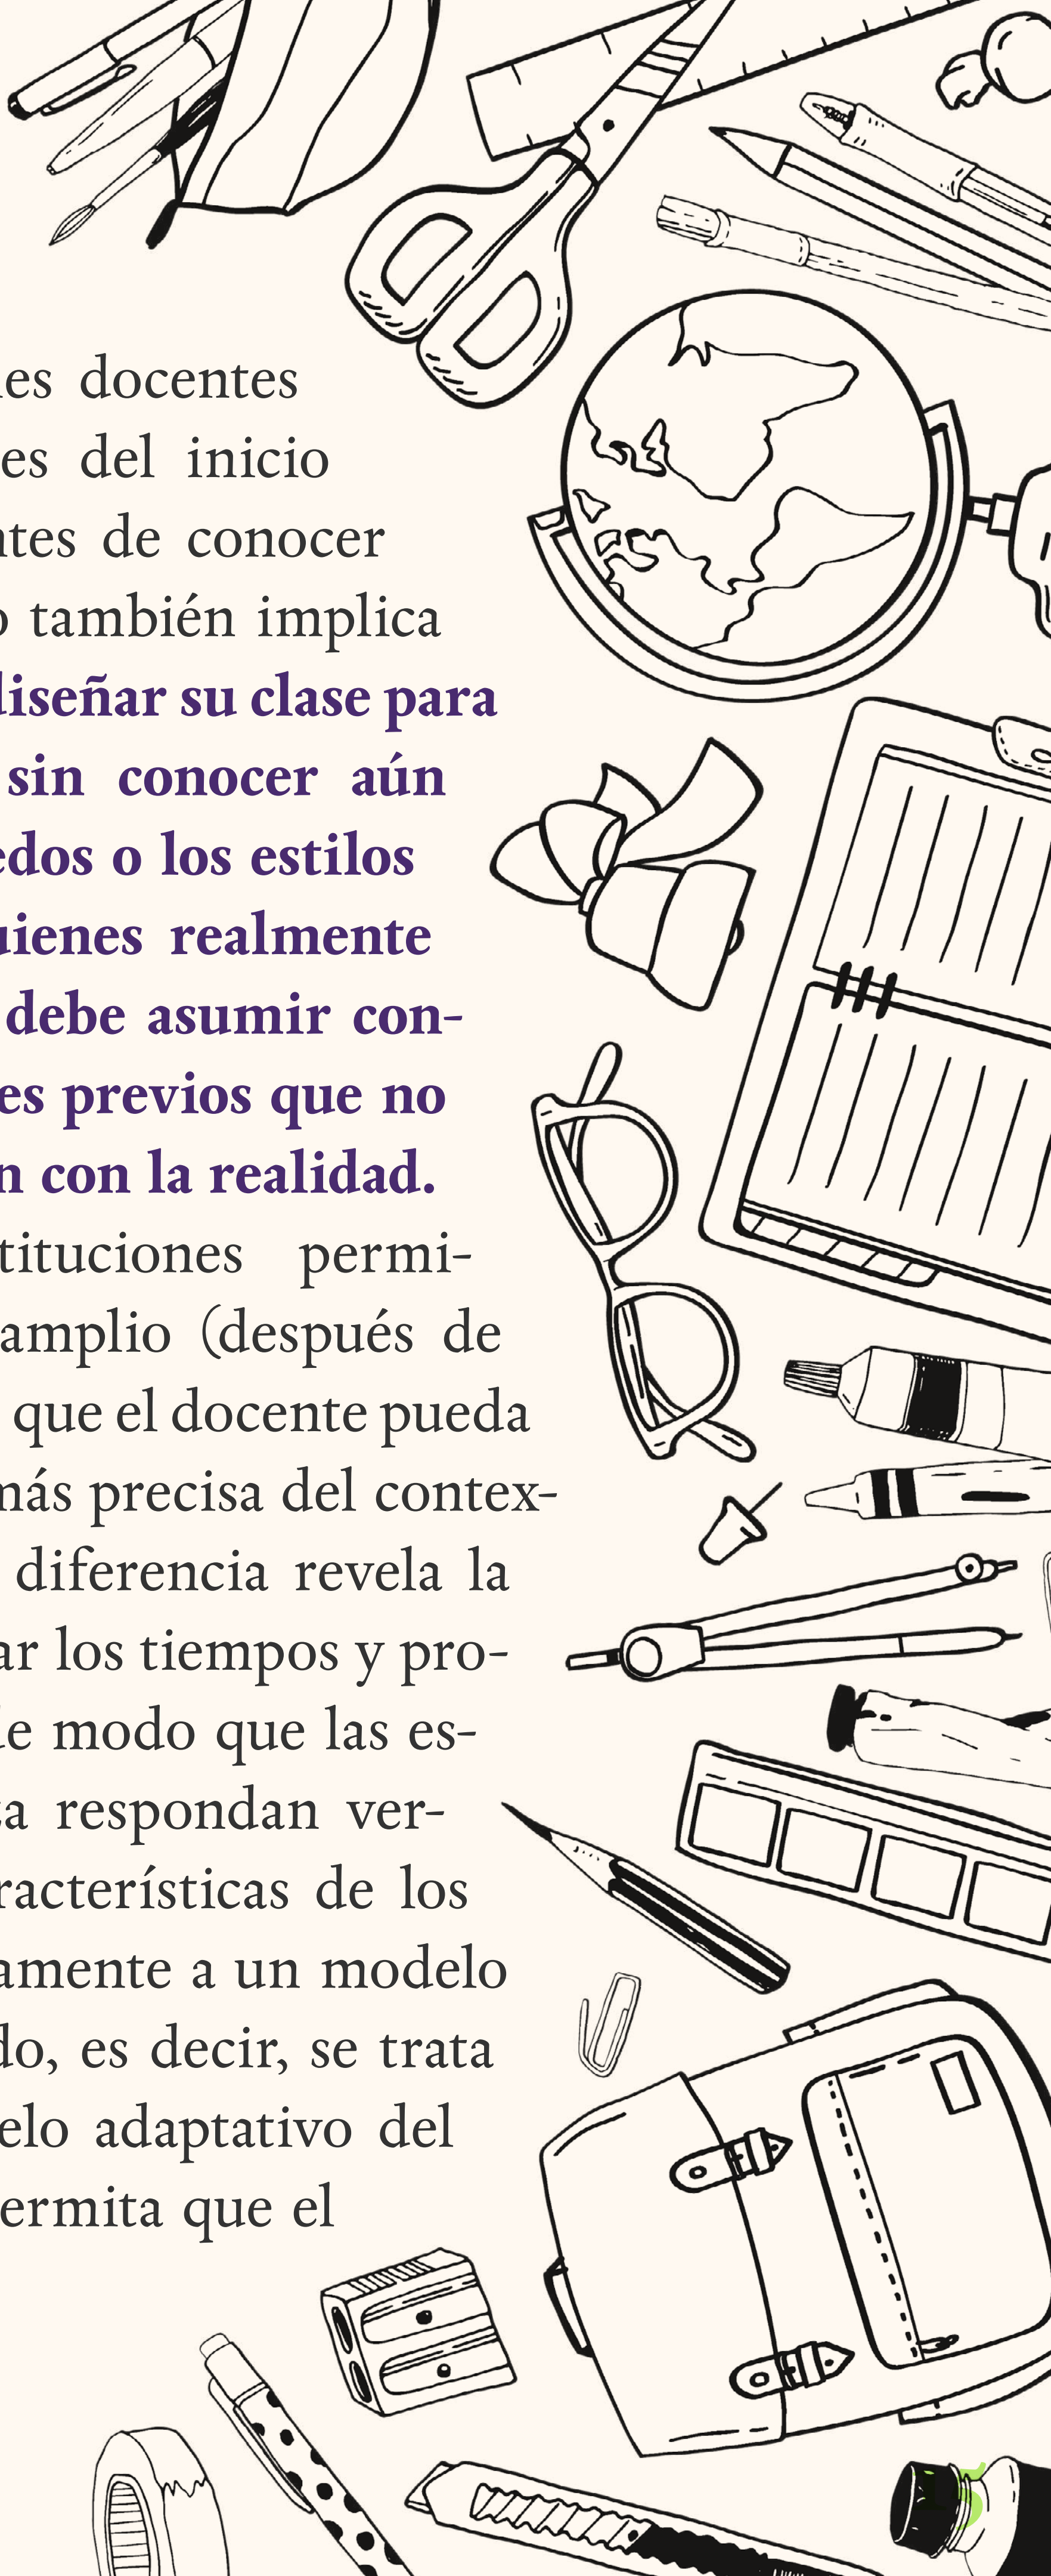 es docentes
es del inicio
ntes de conocer
o también implica
diseñar su clase para
sin conocer aún
edos o los estilos
uienes realmente
debe asumir con-
es previos que no
n con la realidad.
tituciones permi-
amplio (después de
que el docente pueda
más precisa del contex-
diferencia revela la
ar los tiempos y pro-
de modo que las es-
za respondan ver-
racterísticas de los
amente a un modelo
do, es decir, se trata
elo adaptativo del
ermita que el